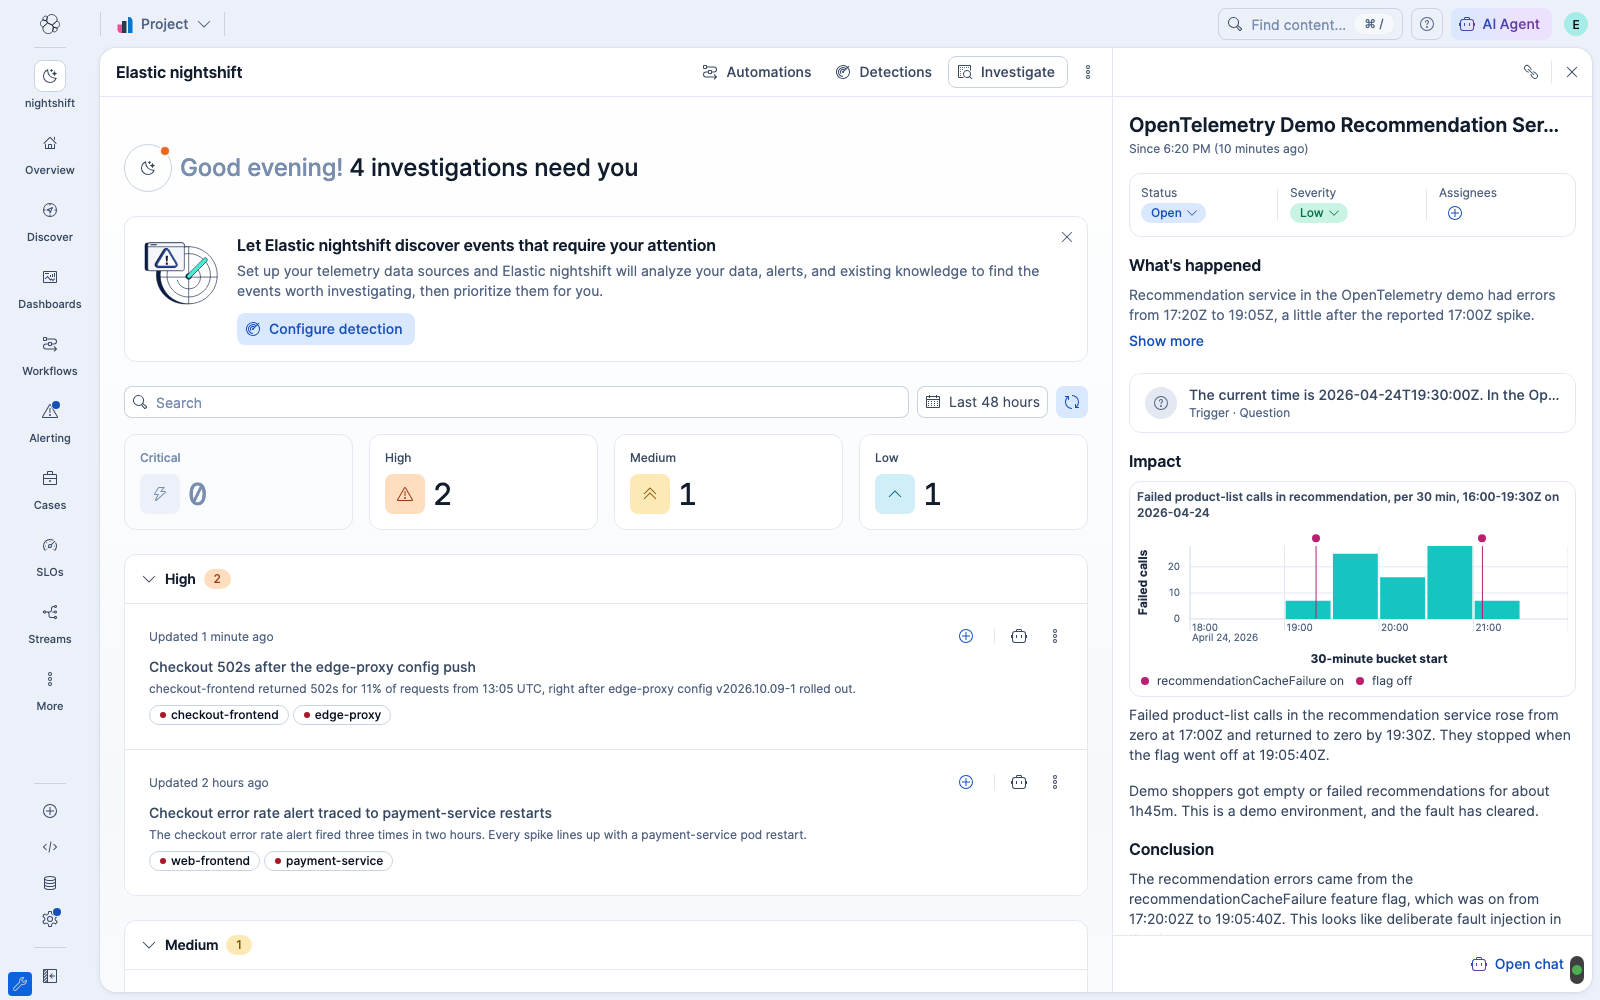 Project
Find content...
⌘ /
AI Agent
E
nightshift
Overview
Discover
Dashboards
Workflows
Alerting
Cases
SLOs
Streams
More
Elastic nightshift
Automations
Detections
Investigate
Good evening! 4 investigations need you
Let Elastic nightshift discover events that require your attention
Set up your telemetry data sources and Elastic nightshift will analyze your data, alerts, and existing knowledge to find the
events worth investigating, then prioritize them for you.
Configure detection
Search
Last 48 hours
Critical
0
High
2
Medium
1
Low
1
High 2
Updated 1 minute ago
Checkout 502s after the edge-proxy config push
checkout-frontend returned 502s for 11% of requests from 13:05 UTC, right after edge-proxy config v2026.10.09-1 rolled out.
checkout-frontend
edge-proxy
Updated 2 hours ago
Checkout error rate alert traced to payment-service restarts
The checkout error rate alert fired three times in two hours. Every spike lines up with a payment-service pod restart.
web-frontend
payment-service
Medium 1
OpenTelemetry Demo Recommendation Ser...
Since 6:20 PM (10 minutes ago)
Status
Open
Severity
Low
Assignees
What's happened
Recommendation service in the OpenTelemetry demo had errors
from 17:20Z to 19:05Z, a little after the reported 17:00Z spike.
Show more
The current time is 2026-04-24T19:30:00Z. In the Op...
Trigger · Question
Impact
Failed product-list calls in recommendation, per 30 min, 16:00-19:30Z on
2026-04-24
Failed calls
20
10
0
18:00
April 24, 2026
19:00
20:00
21:00
30-minute bucket start
recommendationCacheFailure on
flag off
Failed product-list calls in the recommendation service rose from
zero at 17:00Z and returned to zero by 19:30Z. They stopped when
the flag went off at 19:05:40Z.
Demo shoppers got empty or failed recommendations for about
1h45m. This is a demo environment, and the fault has cleared.
Conclusion
The recommendation errors came from the
recommendationCacheFailure feature flag, which was on from
17:20:02Z to 19:05:40Z. This looks like deliberate fault injection in
Open chat